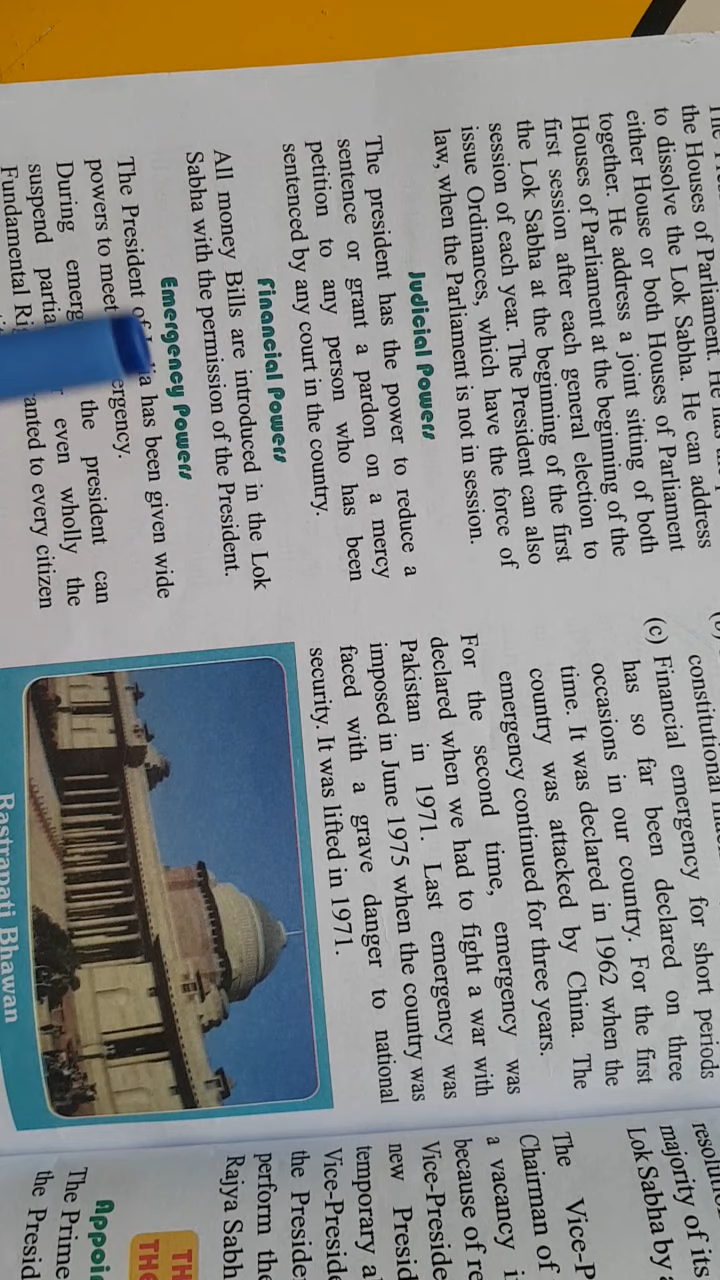 the Houses of Parliament. He has
to dissolve the Lok Sabha. He can address
either House or both Houses of Parliament
together. He address a joint sitting of both
Houses of Parliament at the beginning of the
first session after each general election to
the Lok Sabha at the beginning of the first
session of each year. The President can also
issue Ordinances, which have the force of
law, when the Parliament is not in session.
Judicial Powers
The president has the power to reduce a
sentence or grant a pardon on a mercy
petition to any person who has been
sentenced by any court in the country.
Financial Powers
All money Bills are introduced in the Lok
Sabha with the permission of the President.
Emergency Powers
The President of has been given wide
powers to meet
During the president can
suspend even wholly the
Fundamental to every citizen
constitutional
(c) Financial emergency for short periods
has so far been declared on three
occasions in our country. For the first
time. It was declared in 1962 when the
country was attacked by China. The
emergency continued for three years.
For the second time, emergency was
declared when we had to fight a war with
Pakistan in 1971. Last emergency was
imposed in June 1975 when the country was
faced with a grave danger to national
security. It was lifted in 1971.
Rastrapati Bhawan
majority of its
Lok Sabha by
The Vice-P
Chairman of
a vacancy i
because of re
Vice-Preside
new Presid
temporary a
Vice-Preside
the Preside
perform the
Rajya Sabh
TH
THE
Appoi
The Prime
the Presid